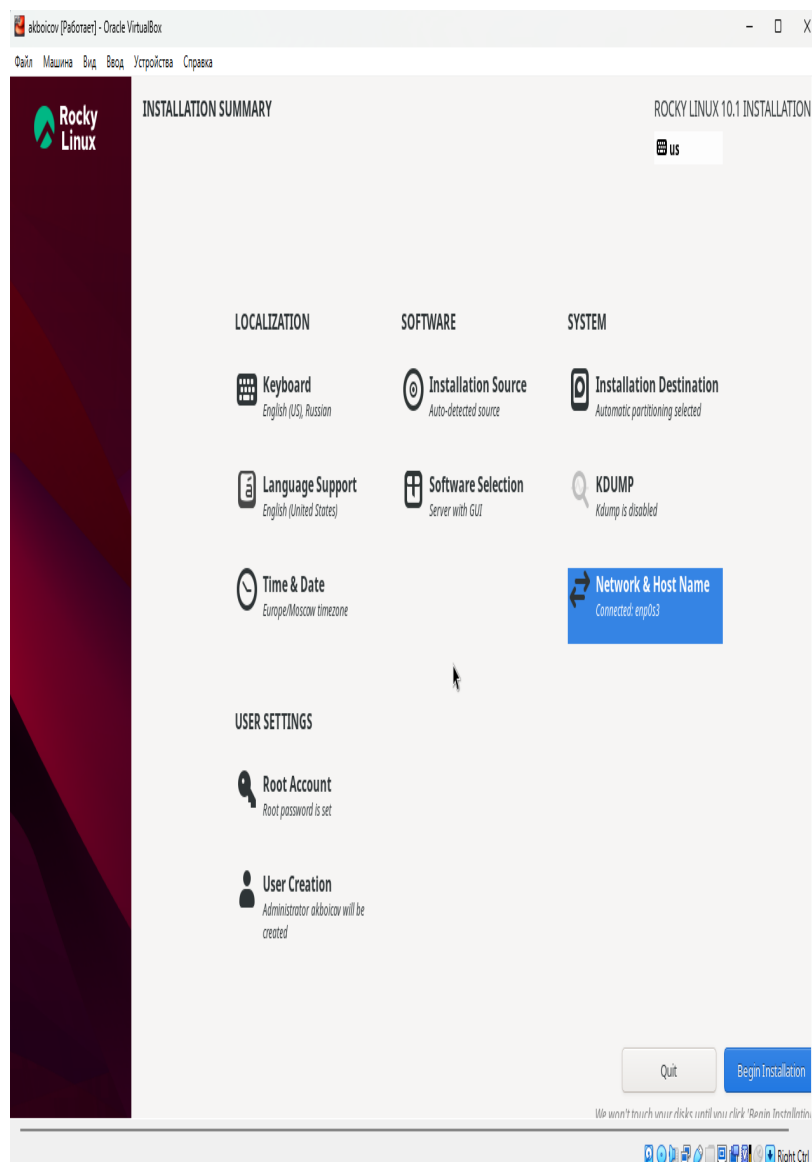 akboicov [Работает] - Oracle VirtualBox
Файл Машина Вид Ввод Устройства Справка
Rocky
Linux
INSTALLATION SUMMARY
ROCKY LINUX 10.1 INSTALLATION
us
LOCALIZATION
SOFTWARE
SYSTEM
Keyboard
English (US), Russian
Installation Source
Auto-detected source
Installation Destination
Automatic partitioning selected
Language Support
English (United States)
Software Selection
Server with GUI
KDUMP
Kdump is disabled
Time & Date
Europe/Moscow timezone
Network & Host Name
Connected: enp0s3
USER SETTINGS
Root Account
Root password is set
User Creation
Administrator akboicov will be
created
Quit
Begin Installation
We won't touch your disks until you click 'Begin Installatio
Right Ctrl